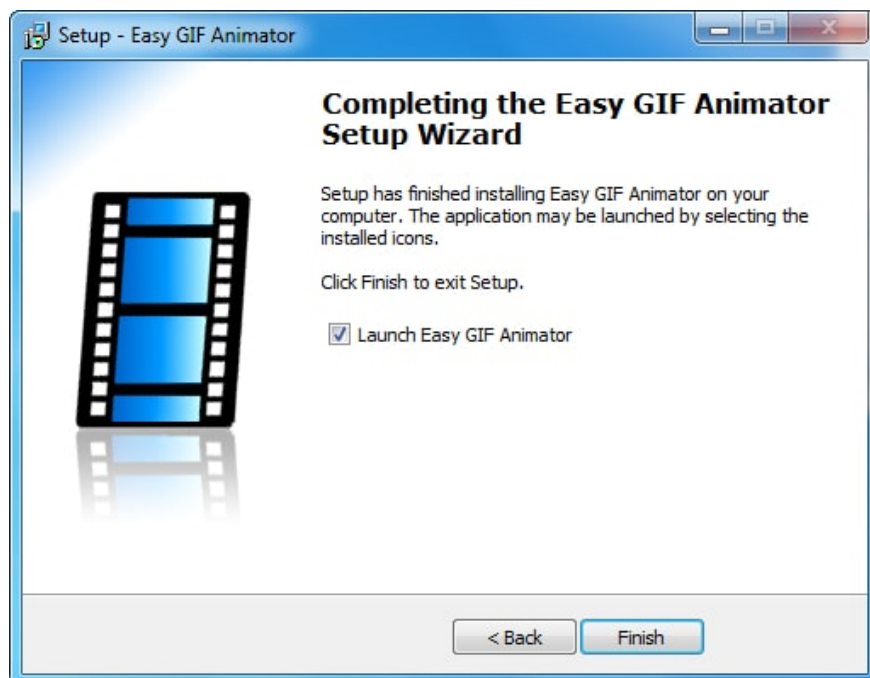 Setup - Easy GIF Animator
Completing the Easy GIF Animator
Setup Wizard
Setup has finished installing Easy GIF Animator on your
computer. The application may be launched by selecting the
installed icons.
Click Finish to exit Setup.
Launch Easy GIF Animator
< Back
Finish